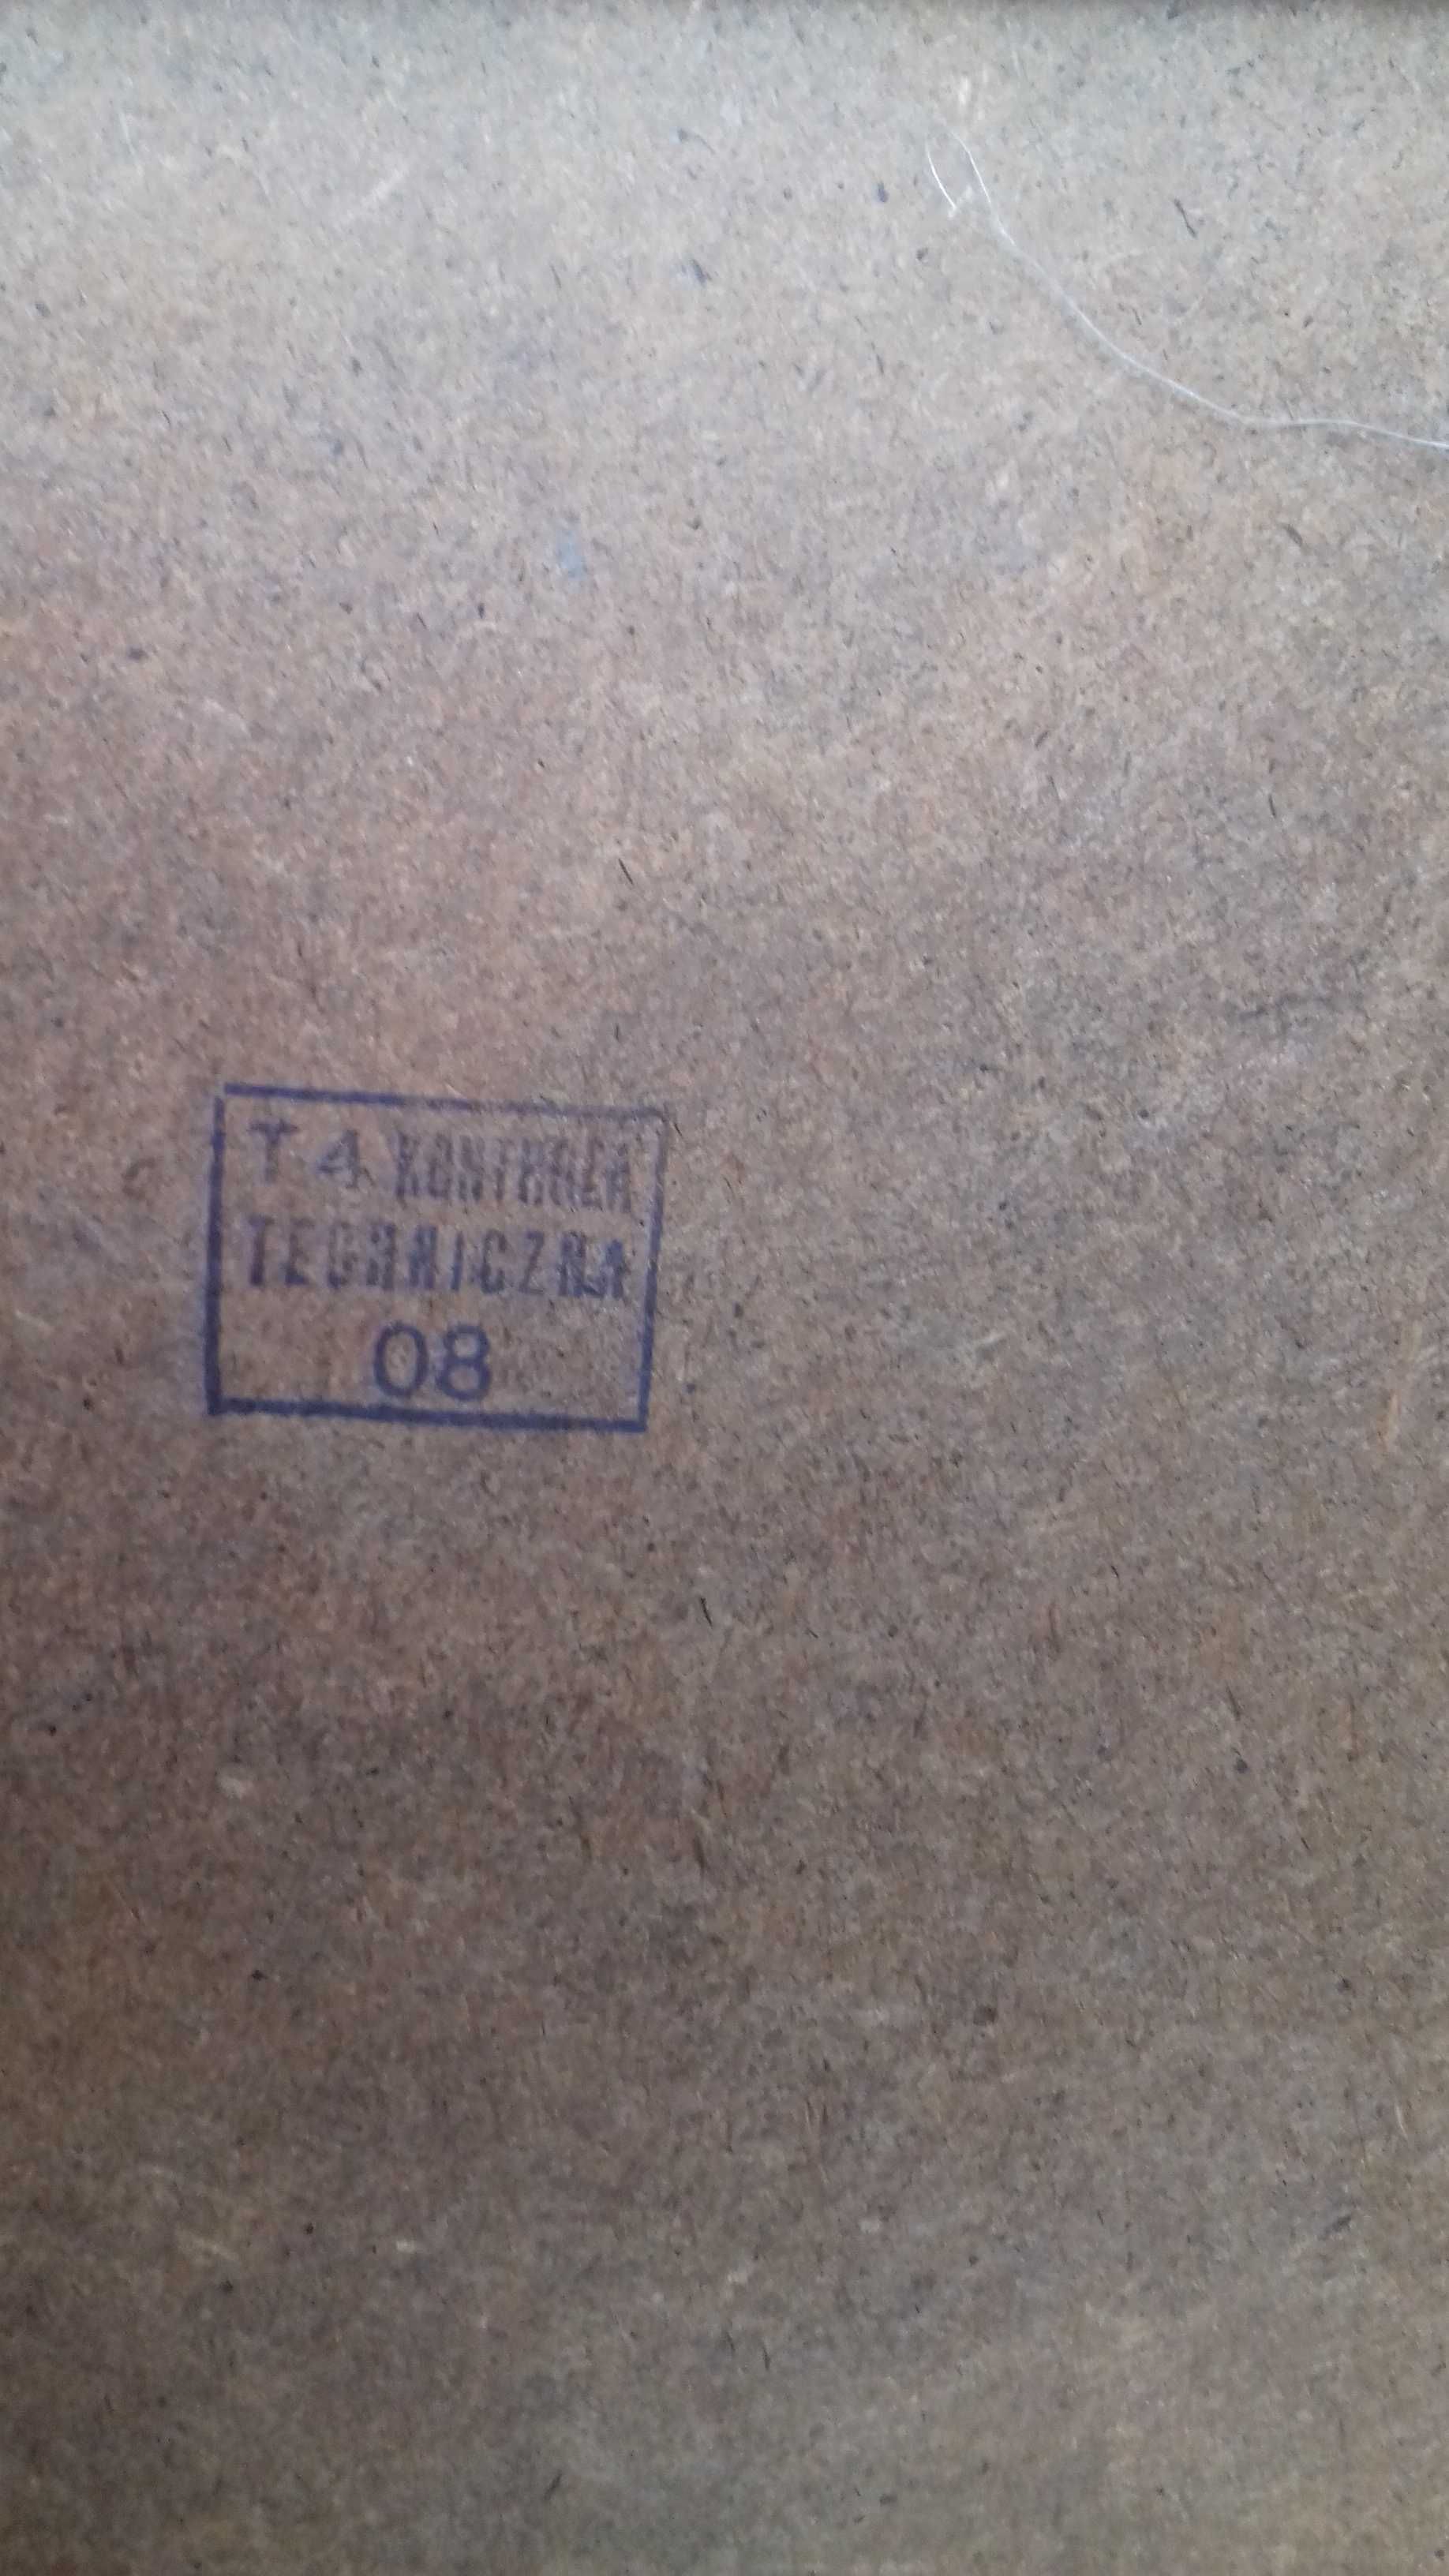 T 4 KONTROLA
TECHNICZNA
08